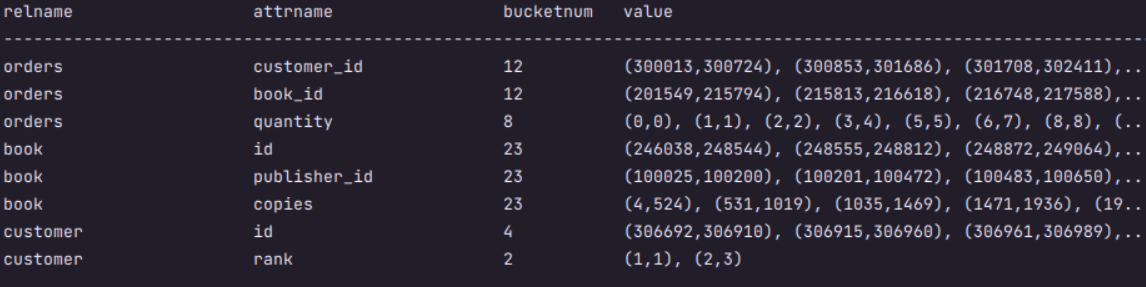 relname attrname bucketnum value
--------------------------------------------------------------------------------------------------------------
orders customer_id 12 (300013,300724), (300853,301686), (301708,302411),..
orders book_id 12 (201549,215794), (215813,216618), (216748,217588),..
orders quantity 8 (0,0), (1,1), (2,2), (3,4), (5,5), (6,7), (8,8), (..
book id 23 (246038,248544), (248555,248812), (248872,249064),..
book publisher_id 23 (100025,100200), (100201,100472), (100483,100650),..
book copies 23 (4,524), (531,1019), (1035,1469), (1471,1936), (19..
customer id 4 (306692,306910), (306915,306960), (306961,306989),..
customer rank 2 (1,1), (2,3)